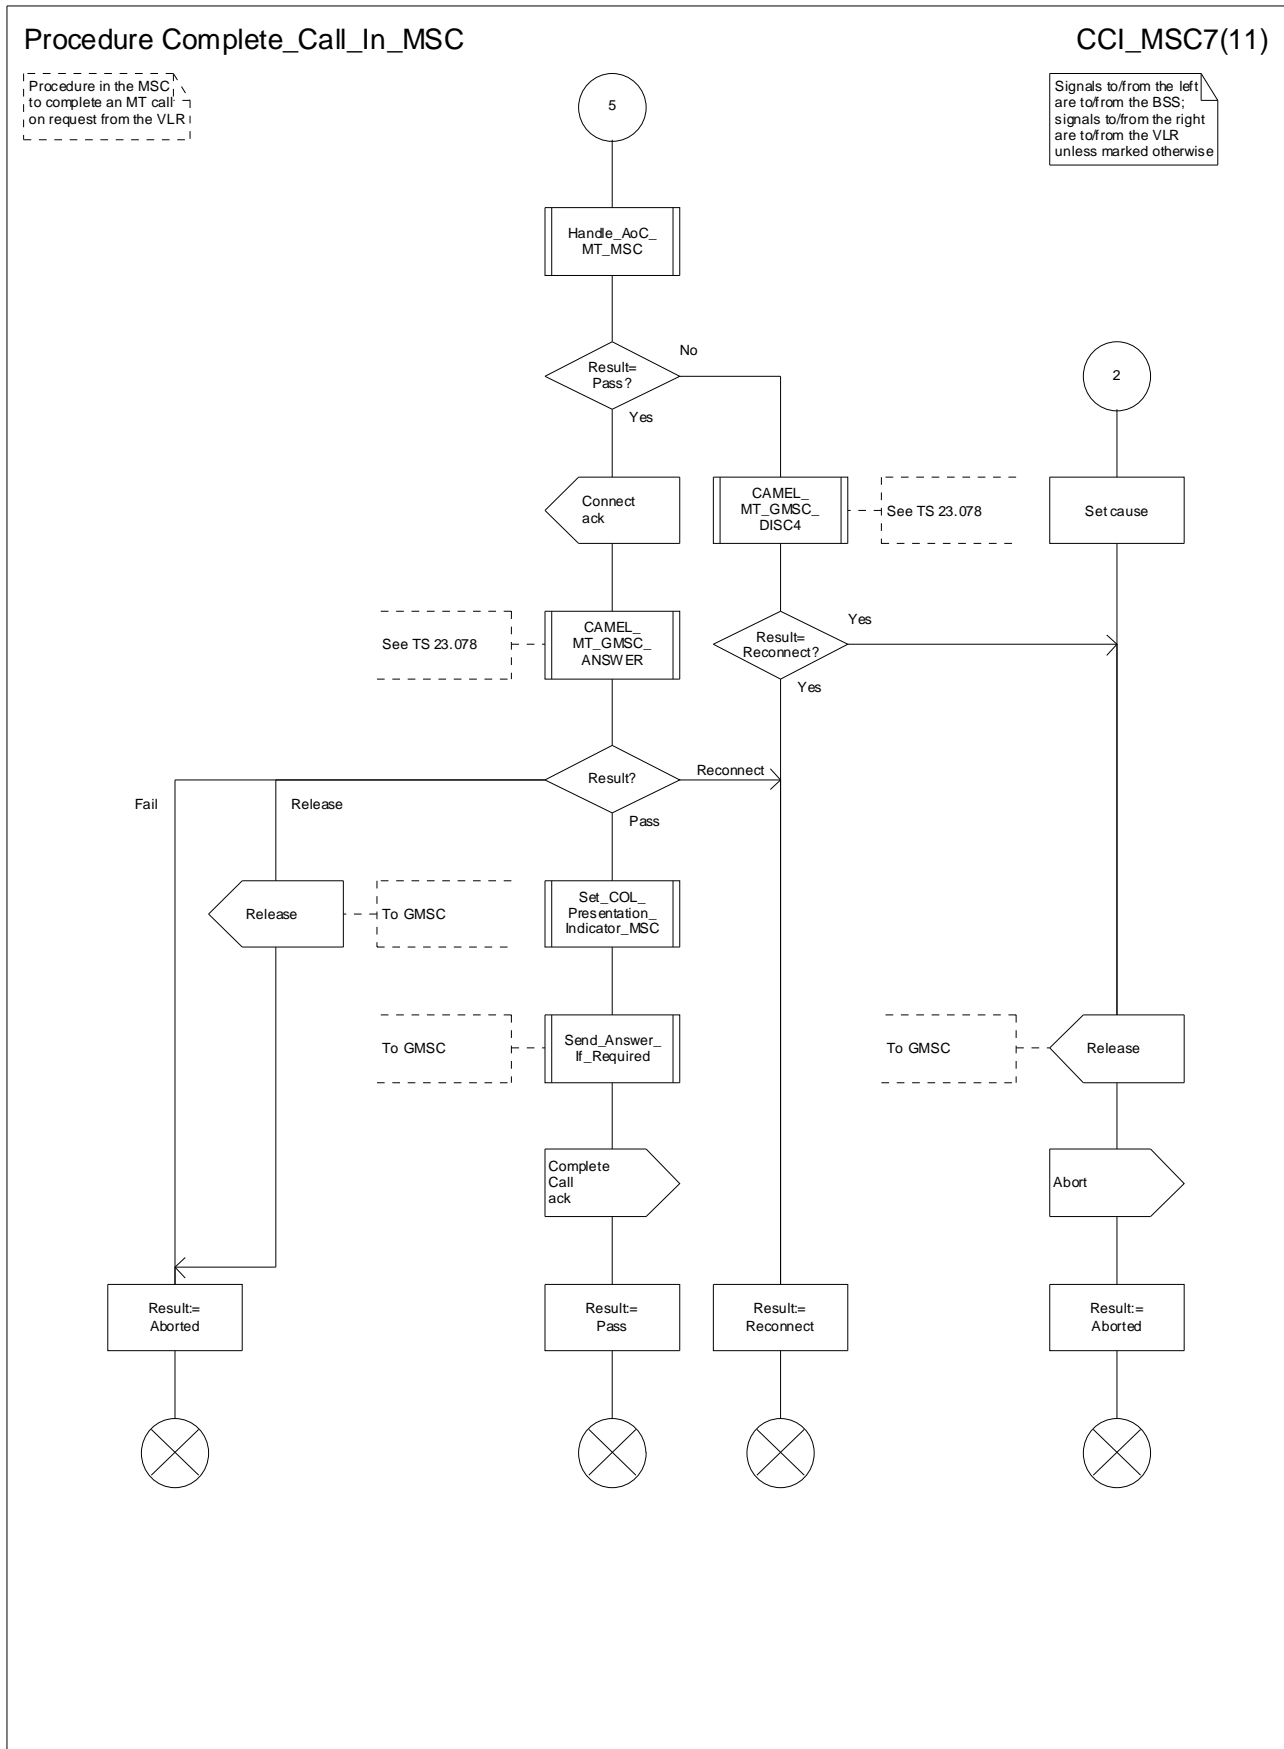 Procedure Complete_Call_In_MSC
CCI_MSC7(11)
Procedure in the MSC
to complete an MT call
on request from the VLR
Signals to/from the left
are to/from the BSS;
signals to/from the right
are to/from the VLR
unless marked otherwise
5
Handle_AoC_
MT_MSC
Result=
Pass?
No
Yes
2
Connect
ack
CAMEL_
MT_GMSC_
DISC4
See TS 23.078
Set cause
See TS 23.078
CAMEL_
MT_GMSC_
ANSWER
Result=
Reconnect?
Yes
Yes
Result?
Reconnect
Fail
Release
Pass
Release
To GMSC
Set_COL_
Presentation_
Indicator_MSC
To GMSC
Send_Answer_
If_Required
To GMSC
Release
Complete
Call
ack
Abort
Result:=
Aborted
Result:=
Pass
Result:=
Reconnect
Result:=
Aborted